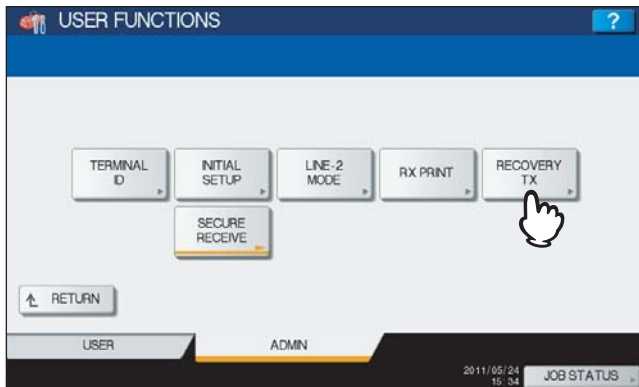 USER FUNCTIONS
?
TERMINAL
ID
INITIAL
SETUP
LINE-2
MODE
RX PRINT
RECOVERY
TX
SECURE
RECEIVE
RETURN
USER
ADMIN
2011/05/24
15:34
JOB STATUS